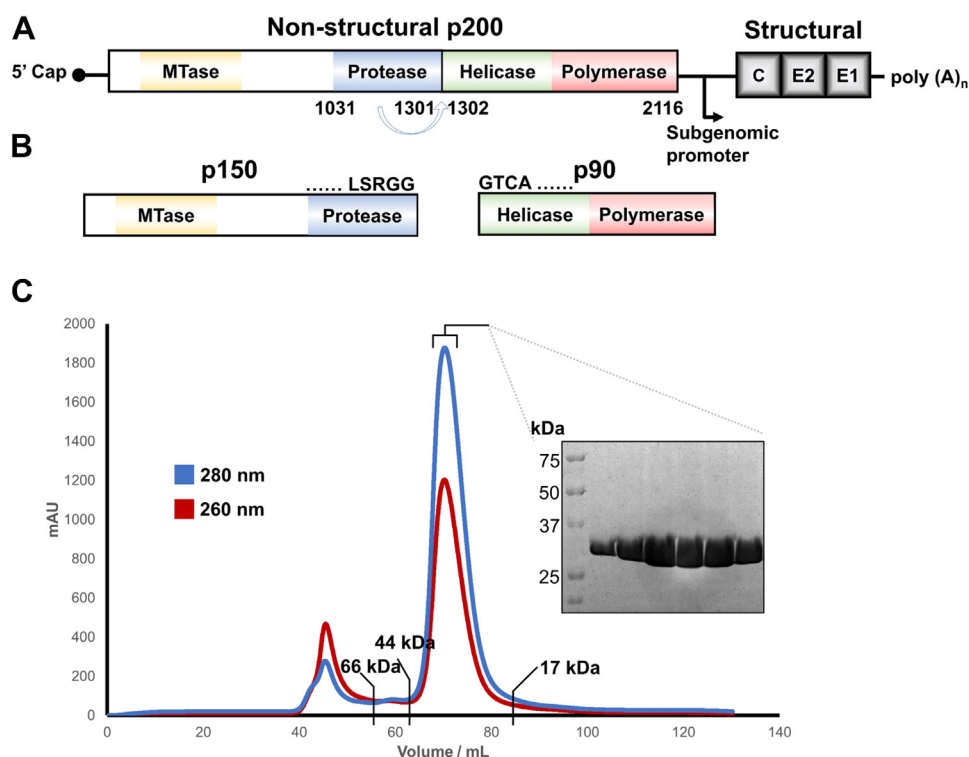 A
Non-structural p200
Structural
5' Cap
MTase
Protease
Helicase
Polymerase
C
E2
E1
poly (A)n
1031
1301
1302
2116
Subgenomic
promoter
B
p150
...... LSRGG
MTase
Protease
p90
GTCA ......
Helicase
Polymerase
C
2000
1800
1600
1400
1200
1000
800
600
400
200
0
mAU
280 nm
260 nm
66 kDa
44 kDa
17 kDa
kDa
75
50
37
25
0
20
40
60
80
100
120
140
Volume / mL